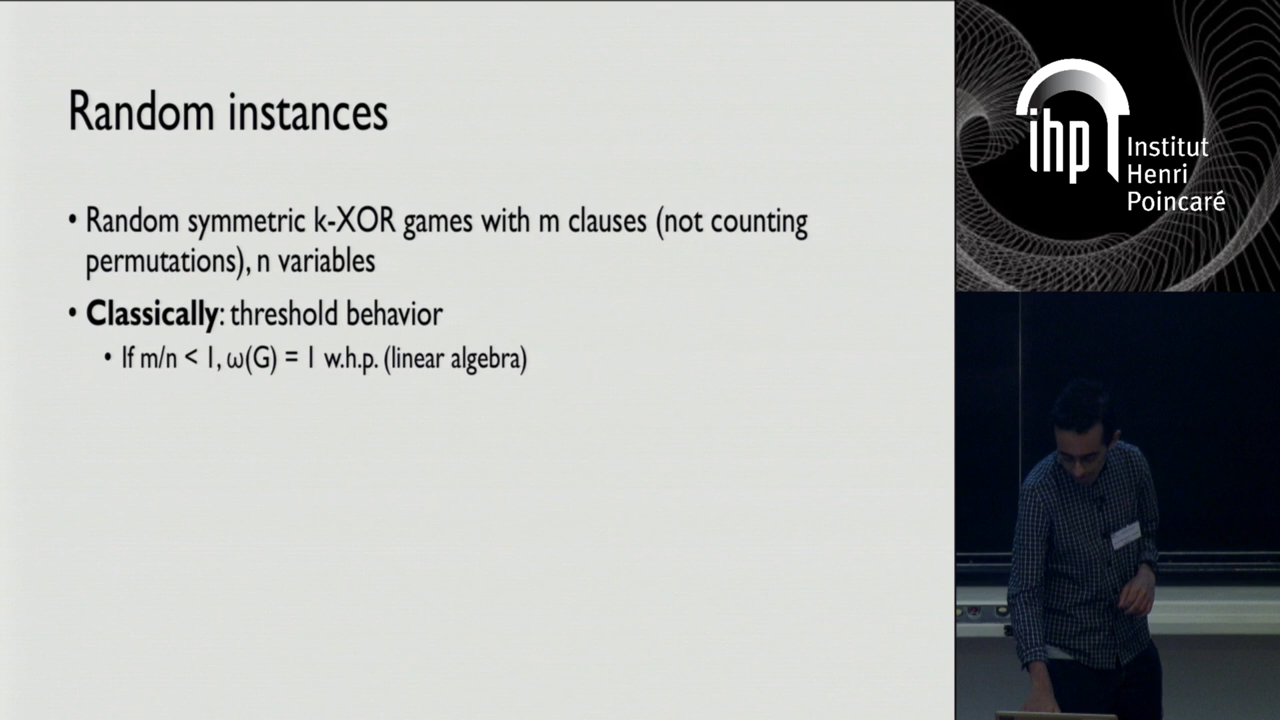 Random instances
• Random symmetric k-XOR games with m clauses (not counting
permutations), n variables
• Classically: threshold behavior
• If m/n < 1, ω(G) = 1 w.h.p. (linear algebra)
ihp
Institut
Henri
Poincaré